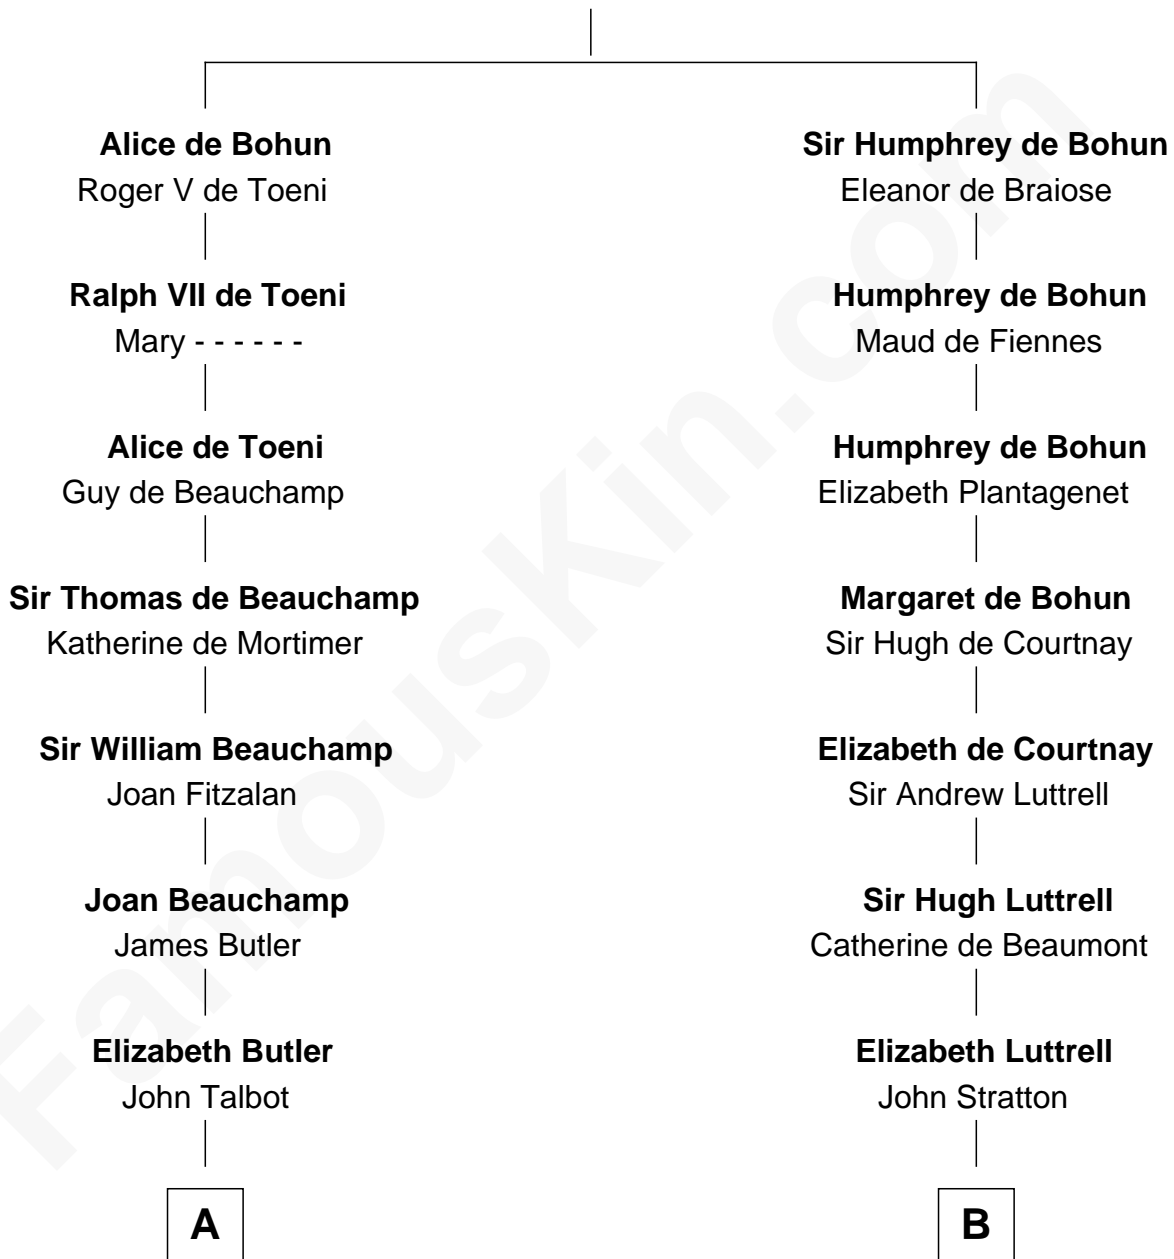 Alice de Bohun
Roger V de Toeni
Sir Humphrey de Bohun
Eleanor de Braiose
Ralph VII de Toeni
Mary - - - - - -
Humphrey de Bohun
Maud de Fiennes
Alice de Toeni
Guy de Beauchamp
Humphrey de Bohun
Elizabeth Plantagenet
Sir Thomas de Beauchamp
Katherine de Mortimer
Margaret de Bohun
Sir Hugh de Courtnay
Sir William Beauchamp
Joan Fitzalan
Elizabeth de Courtnay
Sir Andrew Luttrell
Joan Beauchamp
James Butler
Sir Hugh Luttrell
Catherine de Beaumont
Elizabeth Butler
John Talbot
Elizabeth Luttrell
John Stratton
A
B
FamousKin.com